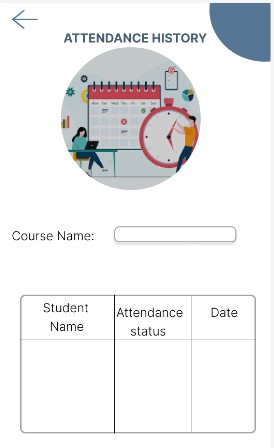 ATTENDANCE HISTORY
Course Name:
Student
Name
Attendance
status
Date